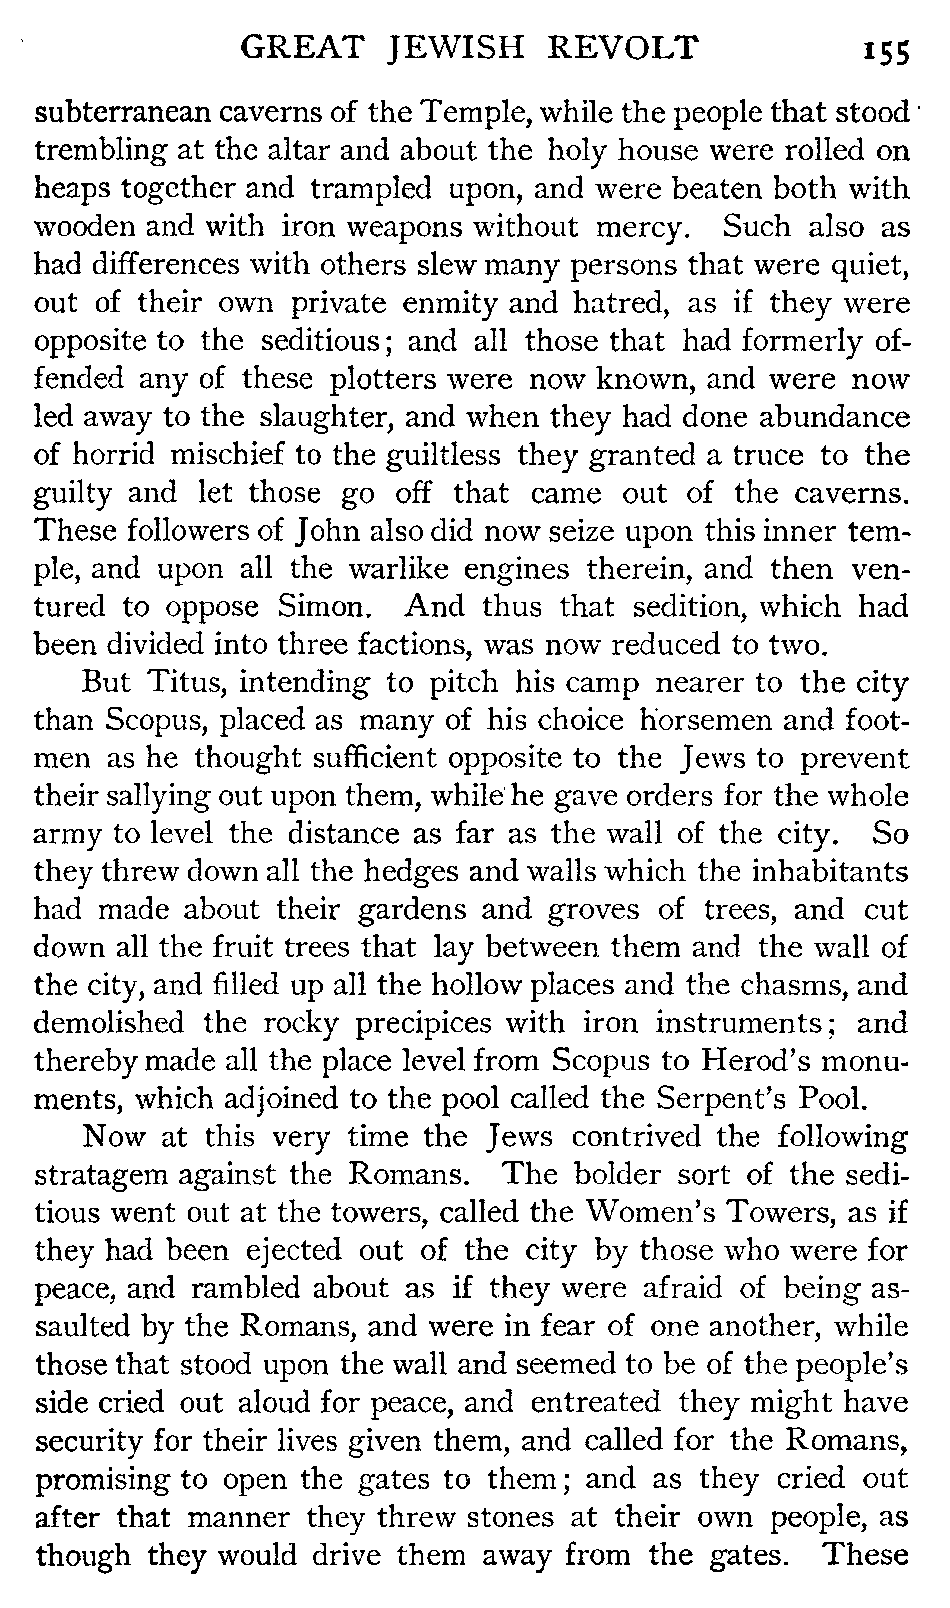 GREAT JEWISH REVOLT 155
subterranean caverns of the Temple, while the people that stood
trembling at the altar and about the holy house were rolled on
heaps together and trampled upon, and were beaten both with
wooden and with iron weapons without mercy. Such also as
had differences with others slew many persons that were quiet,
out of their own private enmity and hatred, as if they were
opposite to the seditious; and all those that had formerly of-
fended any of these plotters were now known, and were now
led away to the slaughter, and when they had done abundance
of horrid mischief to the guiltless they granted a truce to the
guilty and let those go off that came out of the caverns.
These followers of John also did now seize upon this inner tem-
ple, and upon all the warlike engines therein, and then ven-
tured to oppose Simon. And thus that sedition, which had
been divided into three factions, was now reduced to two.
But Titus, intending to pitch his camp nearer to the city
than Scopus, placed as many of his choice horsemen and foot-
men as he thought sufficient opposite to the Jews to prevent
their sallying out upon them, while he gave orders for the whole
army to level the distance as far as the wall of the city. So
they threw down all the hedges and walls which the inhabitants
had made about their gardens and groves of trees, and cut
down all the fruit trees that lay between them and the wall of
the city, and filled up all the hollow places and the chasms, and
demolished the rocky precipices with iron instruments; and
thereby made all the place level from Scopus to Herod's monu-
ments, which adjoined to the pool called the Serpent's Pool.
Now at this very time the Jews contrived the following
stratagem against the Romans. The bolder sort of the sedi-
tious went out at the towers, called the Women's Towers, as if
they had been ejected out of the city by those who were for
peace, and rambled about as if they were afraid of being as-
saulted by the Romans, and were in fear of one another, while
those that stood upon the wall and seemed to be of the people's
side cried out aloud for peace, and entreated they might have
security for their lives given them, and called for the Romans,
promising to open the gates to them; and as they cried out
after that manner they threw stones at their own people, as
though they would drive them away from the gates. These